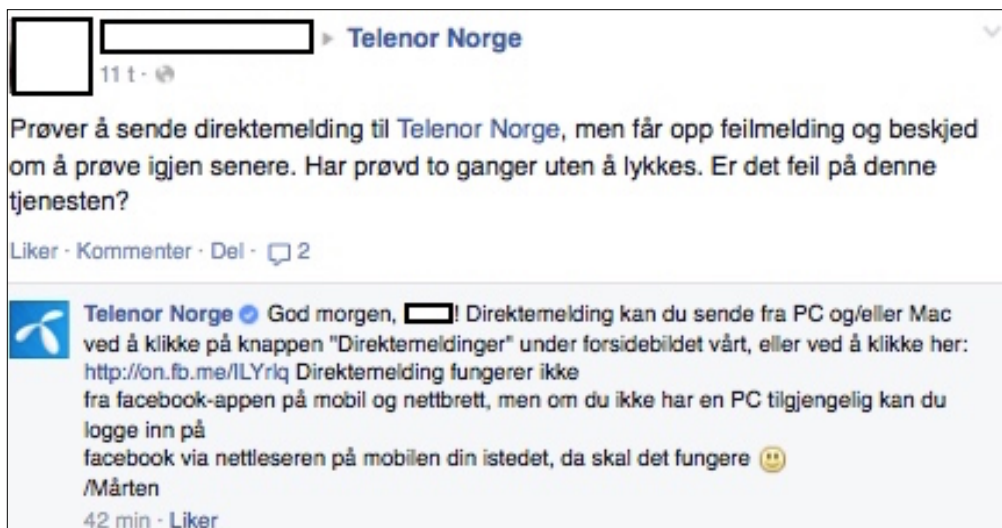 Telenor Norge
11 t ·
Prøver å sende direktemelding til Telenor Norge, men får opp feilmelding og beskjed
om å prøve igjen senere. Har prøvd to ganger uten å lykkes. Er det feil på denne
tjenesten?
Liker · Kommenter · Del · 2
Telenor Norge God morgen, ! Direktemelding kan du sende fra PC og/eller Mac
ved å klikke på knappen "Direktemeldinger" under forsidebildet vårt, eller ved å klikke her:
http://on.fb.me/lLYrlq Direktemelding fungerer ikke
fra facebook-appen på mobil og nettbrett, men om du ikke har en PC tilgjengelig kan du
logge inn på
facebook via nettleseren på mobilen din istedet, da skal det fungere
/Mårten
42 min · Liker